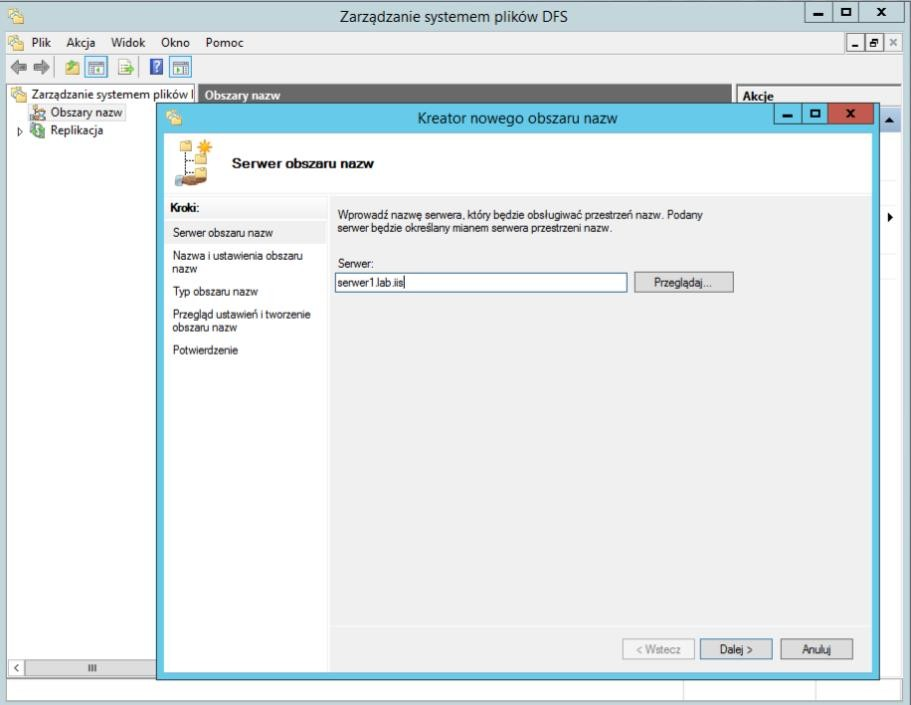 Zarządzanie systemem plików DFS
Plik Akcja Widok Okno Pomoc
Zarządzanie systemem plików
Obszary nazw
Replikacja
Obszary nazw
Akcje
Kreator nowego obszaru nazw
Serwer obszaru nazw
Kroki:
Serwer obszaru nazw
Nazwa i ustawienia obszaru
nazw
Typ obszaru nazw
Przegląd ustawień i tworzenie
obszaru nazw
Potwierdzenie
Wprowadź nazwę serwera, który będzie obsługiwać przestrzeń nazw. Podany
serwer będzie określany mianem serwera przestrzeni nazw.
Serwer:
serwer1.lab.iis
Przeglądaj...
< Wstecz
Dalej >
Anuluj